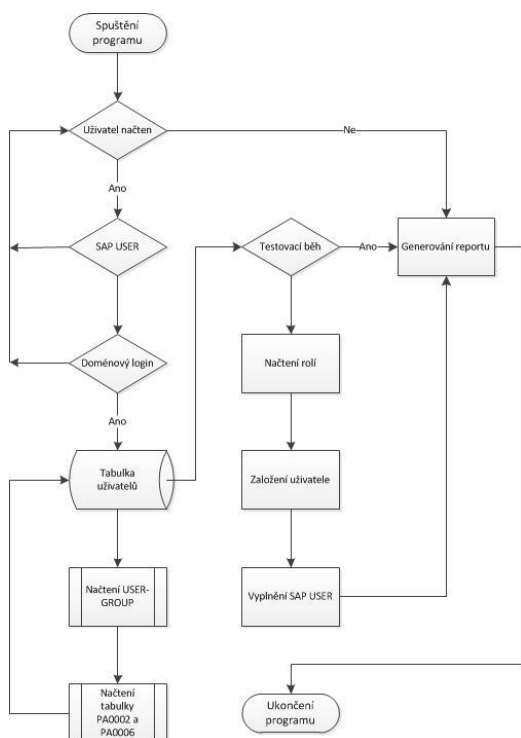 Spuštění
programu
Uživatel načten
Ne
Ano
SAP USER
Testovací běh
Ano
Generování reportu
Doménový login
Načtení rolí
Ano
Tabulka
uživatelů
Založení uživatele
Načtení USER-
GROUP
Vyplnění SAP USER
Načtení
tabulky
PA0002 a
PA0006
Ukončení
programu